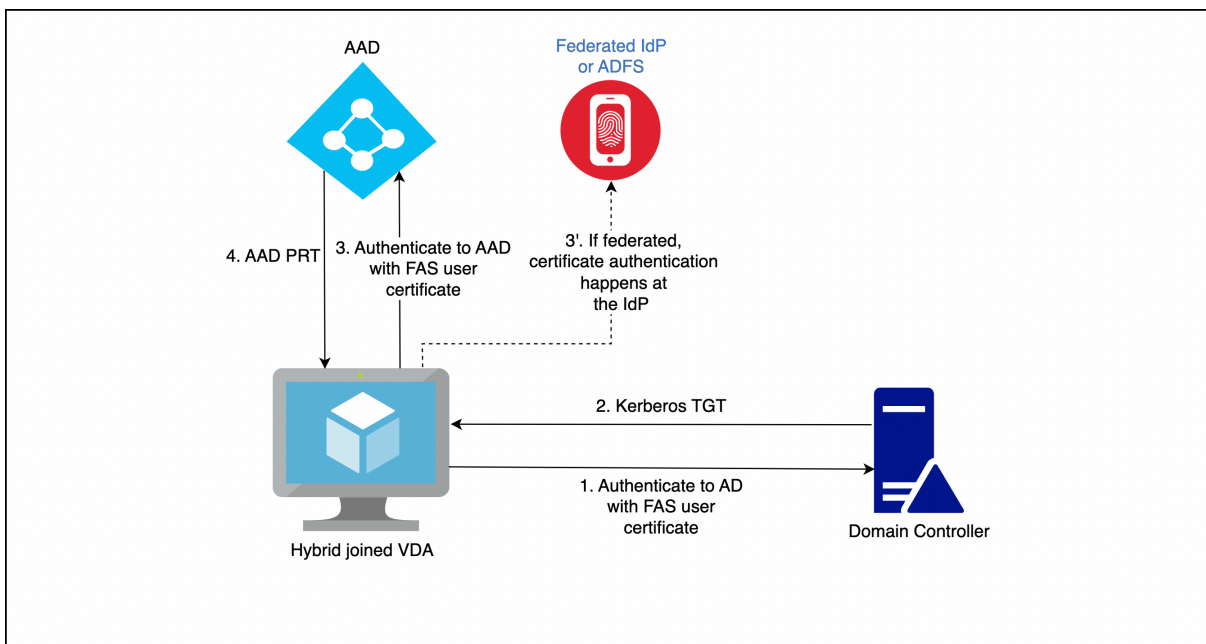 AAD
Federated IdP
or ADFS
4. AAD PRT
3. Authenticate to AAD
with FAS user
certificate
3'. If federated,
certificate authentication
happens at
the IdP
2. Kerberos TGT
1. Authenticate to AD
with FAS user
certificate
Hybrid joined VDA
Domain Controller